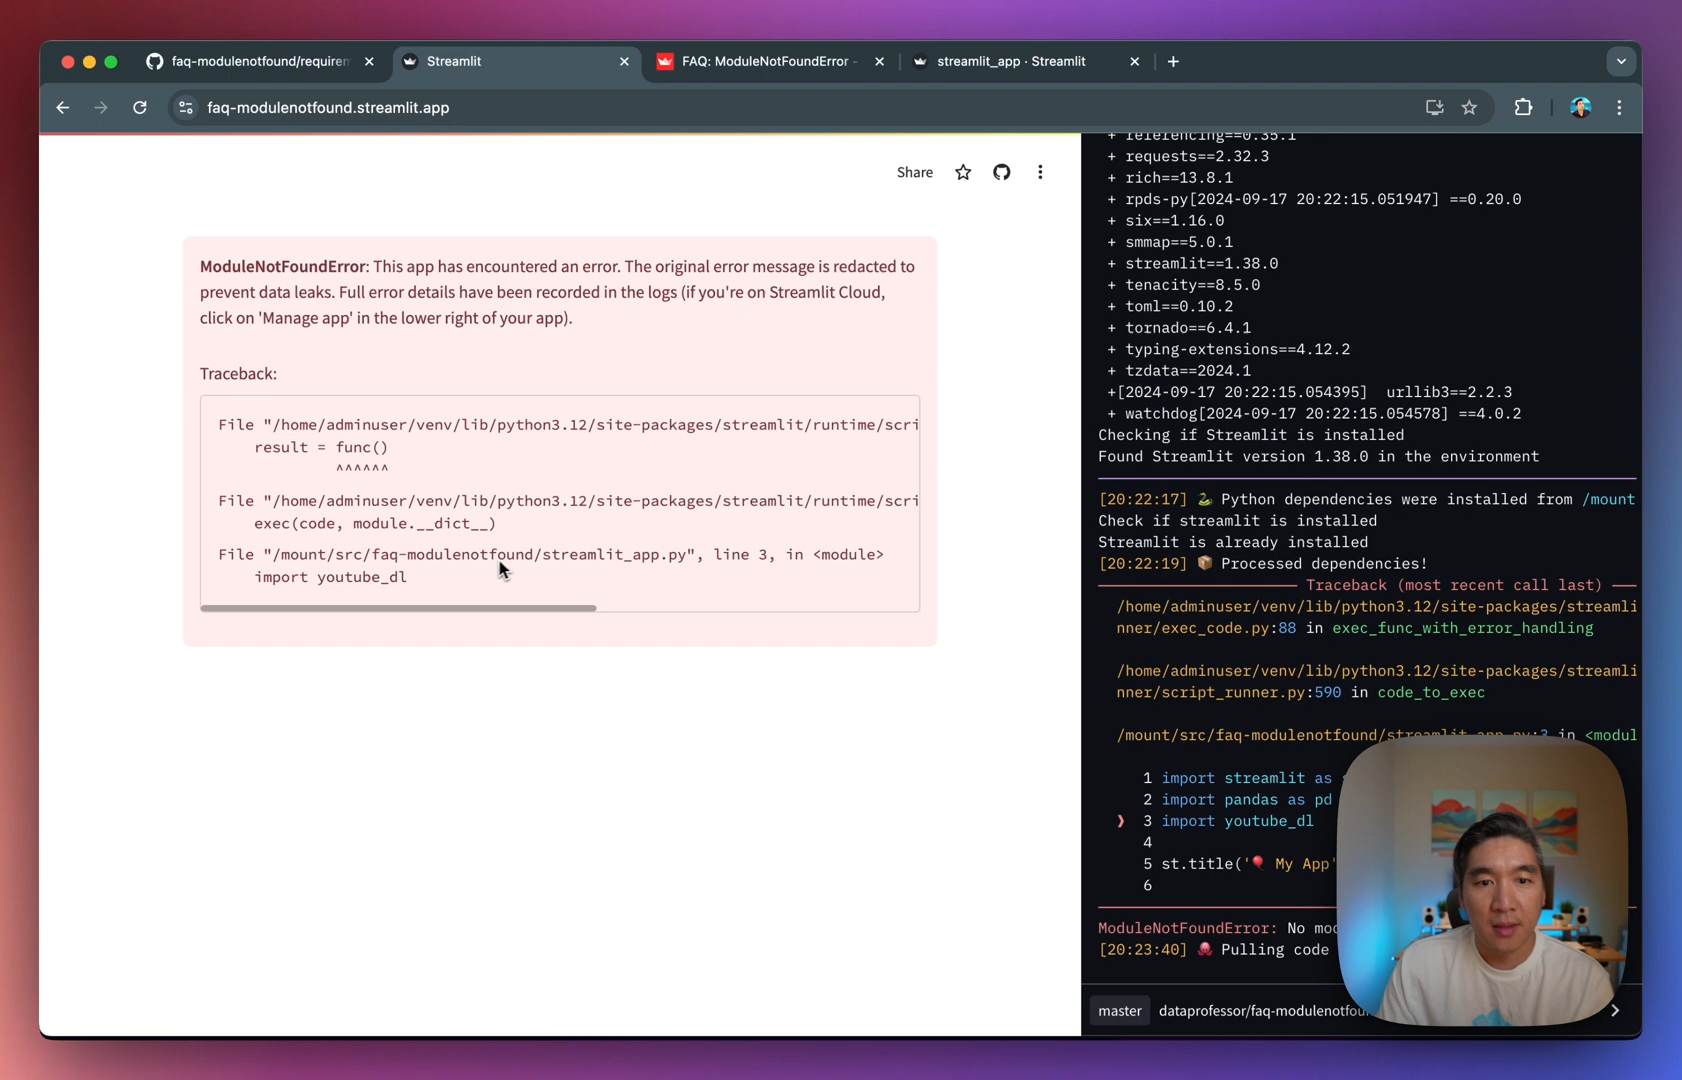 faq-modulenotfound/requiren
Streamlit
FAQ: ModuleNotFoundError -
streamlit_app · Streamlit
faq-modulenotfound.streamlit.app
Share
ModuleNotFoundError: This app has encountered an error. The original error message is redacted to
prevent data leaks. Full error details have been recorded in the logs (if you're on Streamlit Cloud,
click on 'Manage app' in the lower right of your app).
Traceback:
File "/home/adminuser/venv/lib/python3.12/site-packages/streamlit/runtime/scri
result = func()
^^^^^^
File "/home/adminuser/venv/lib/python3.12/site-packages/streamlit/runtime/scri
exec(code, module.__dict__)
File "/mount/src/faq-modulenotfound/streamlit_app.py", line 3, in <module>
import youtube_dl
+ referencing==0.35.1
+ requests==2.32.3
+ rich==13.8.1
+ rpds-py[2024-09-17 20:22:15.051947] ==0.20.0
+ six==1.16.0
+ smmap==5.0.1
+ streamlit==1.38.0
+ tenacity==8.5.0
+ toml==0.10.2
+ tornado==6.4.1
+ typing-extensions==4.12.2
+ tzdata==2024.1
+[2024-09-17 20:22:15.054395] urllib3==2.2.3
+ watchdog[2024-09-17 20:22:15.054578] ==4.0.2
Checking if Streamlit is installed
Found Streamlit version 1.38.0 in the environment
[20:22:17] 🐍 Python dependencies were installed from /mount
Check if streamlit is installed
Streamlit is already installed
[20:22:19] 📦 Processed dependencies!
Traceback (most recent call last)
/home/adminuser/venv/lib/python3.12/site-packages/streamli
nner/exec_code.py:88 in exec_func_with_error_handling
/home/adminuser/venv/lib/python3.12/site-packages/streamli
nner/script_runner.py:590 in code_to_exec
/mount/src/faq-modulenotfound/streamlit_app.py:3 in <modul
1 import streamlit as
2 import pandas as pd
❱ 3 import youtube_dl
4
5 st.title('🎈 My App'
6
ModuleNotFoundError: No mod
[20:23:40] 🐙 Pulling code
master dataprofessor/faq-modulenotfou